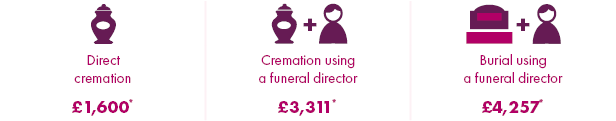 Direct
cremation
£1,600*
Cremation using
a funeral director
£3,311*
Burial using
a funeral director
£4,257*